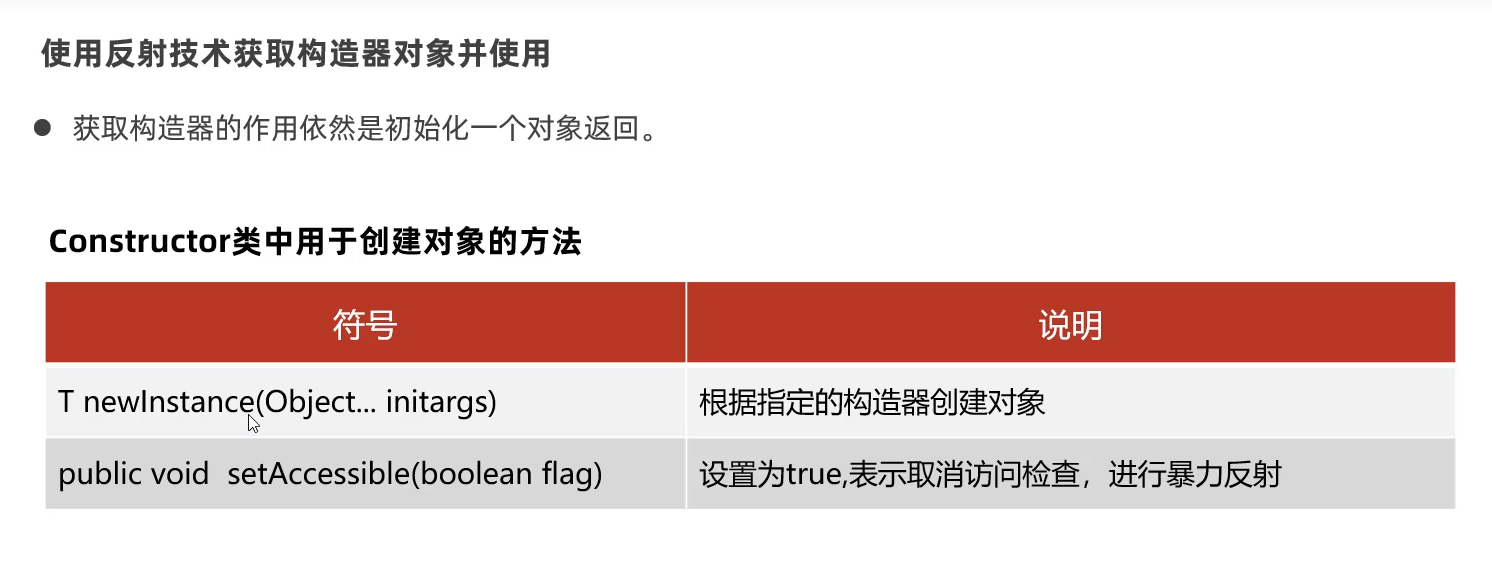 使用反射技术获取构造器对象并使用
● 获取构造器的作用依然是初始化一个对象返回。
Constructor类中用于创建对象的方法
符号 说明
T newInstance(Object... initargs) 根据指定的构造器创建对象
public void setAccessible(boolean flag) 设置为true,表示取消访问检查，进行暴力反射